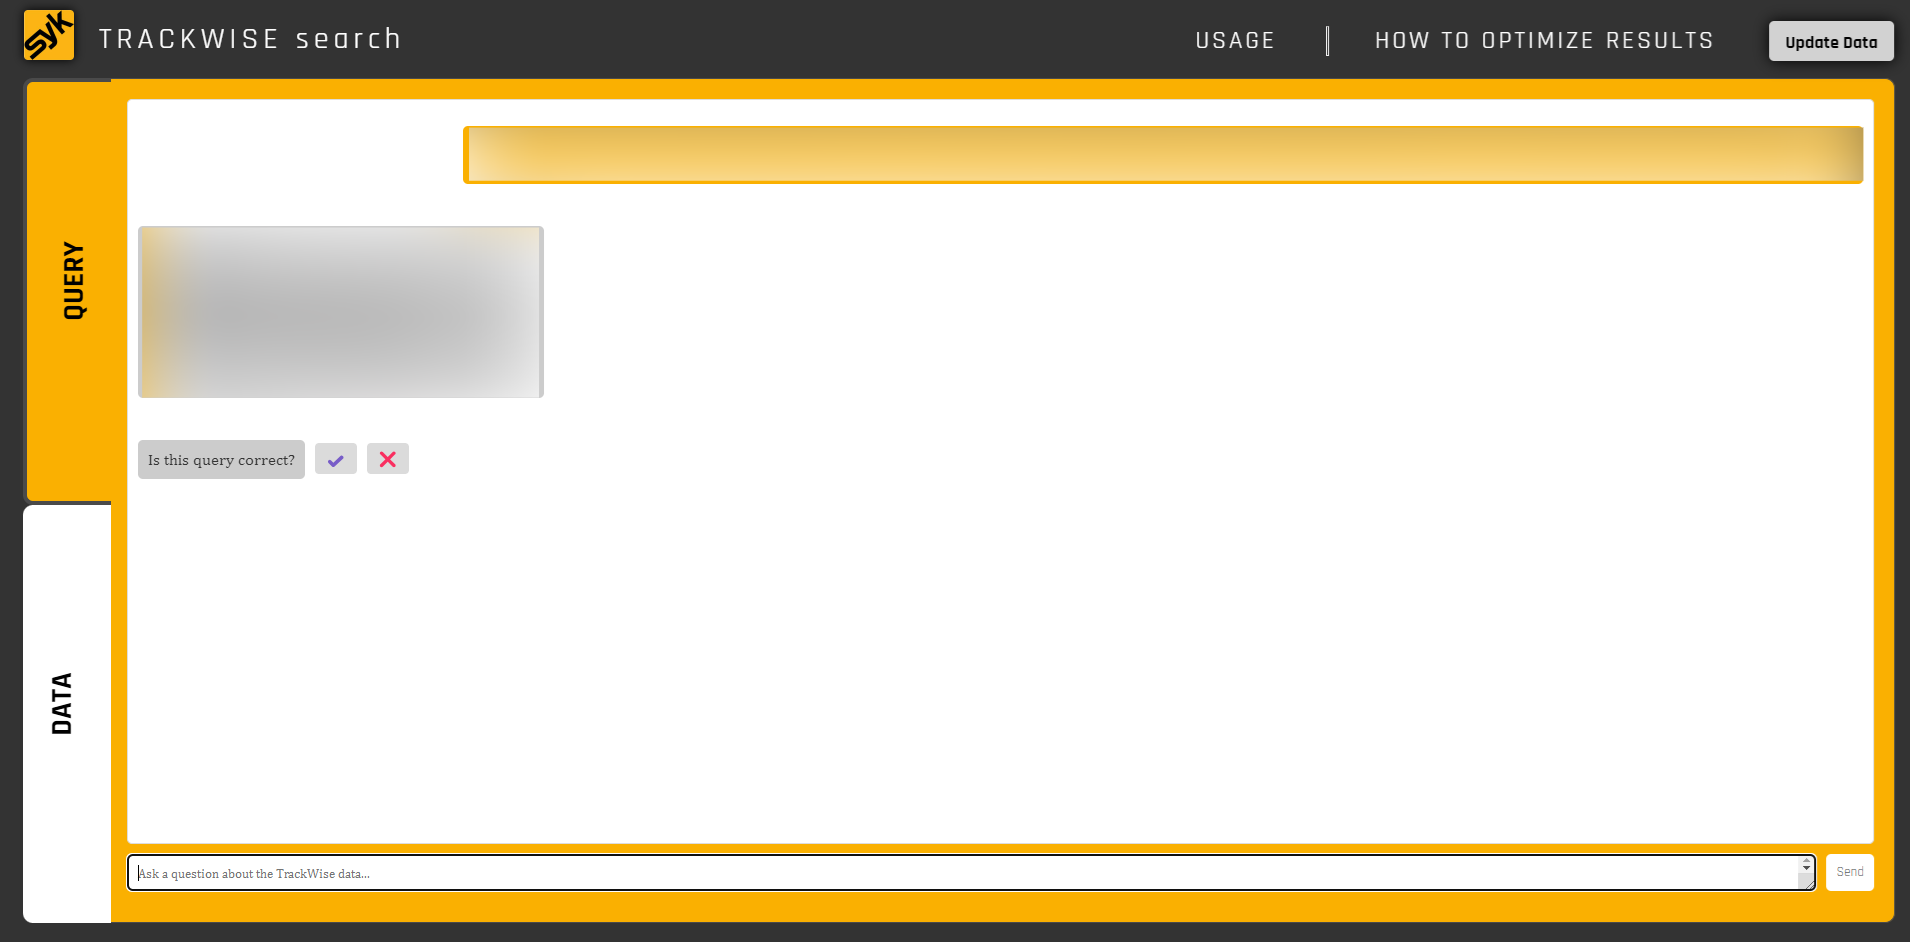 syk
TRACKWISE search
USAGE
HOW TO OPTIMIZE RESULTS
Update Data
QUERY
Is this query correct?
DATA
Ask a question about the TrackWise data...
Send